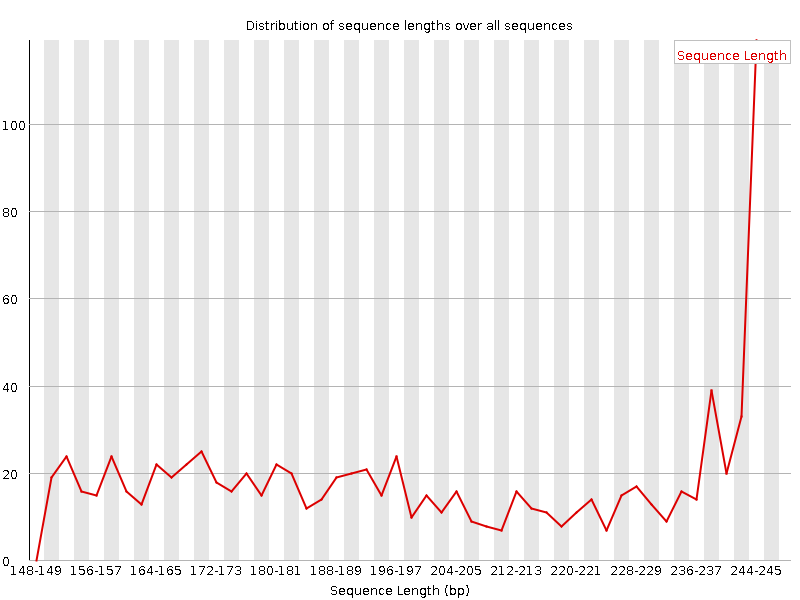 Distribution of sequence lengths over all sequences
Sequence Length
100
80
60
40
20
0
148-149 156-157 164-165 172-173 180-181 188-189 196-197 204-205 212-213 220-221 228-229 236-237 244-245
Sequence Length (bp)